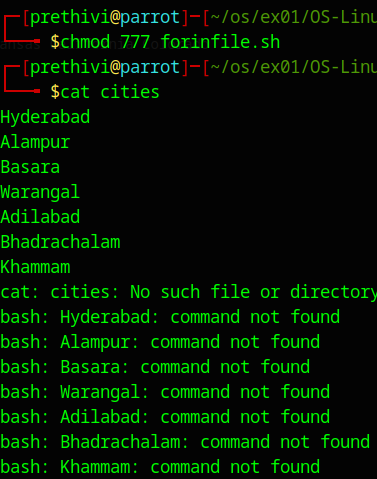 ┌─[prethivi@parrot]─[~/os/ex01/OS-Linu
└──╼ $chmod 777 forinfile.sh
┌─[prethivi@parrot]─[~/os/ex01/OS-Linu
└──╼ $cat cities
Hyderabad
Alampur
Basara
Warangal
Adilabad
Bhadrachalam
Khammam
cat: cities: No such file or directory
bash: Hyderabad: command not found
bash: Alampur: command not found
bash: Basara: command not found
bash: Warangal: command not found
bash: Adilabad: command not found
bash: Bhadrachalam: command not found
bash: Khammam: command not found